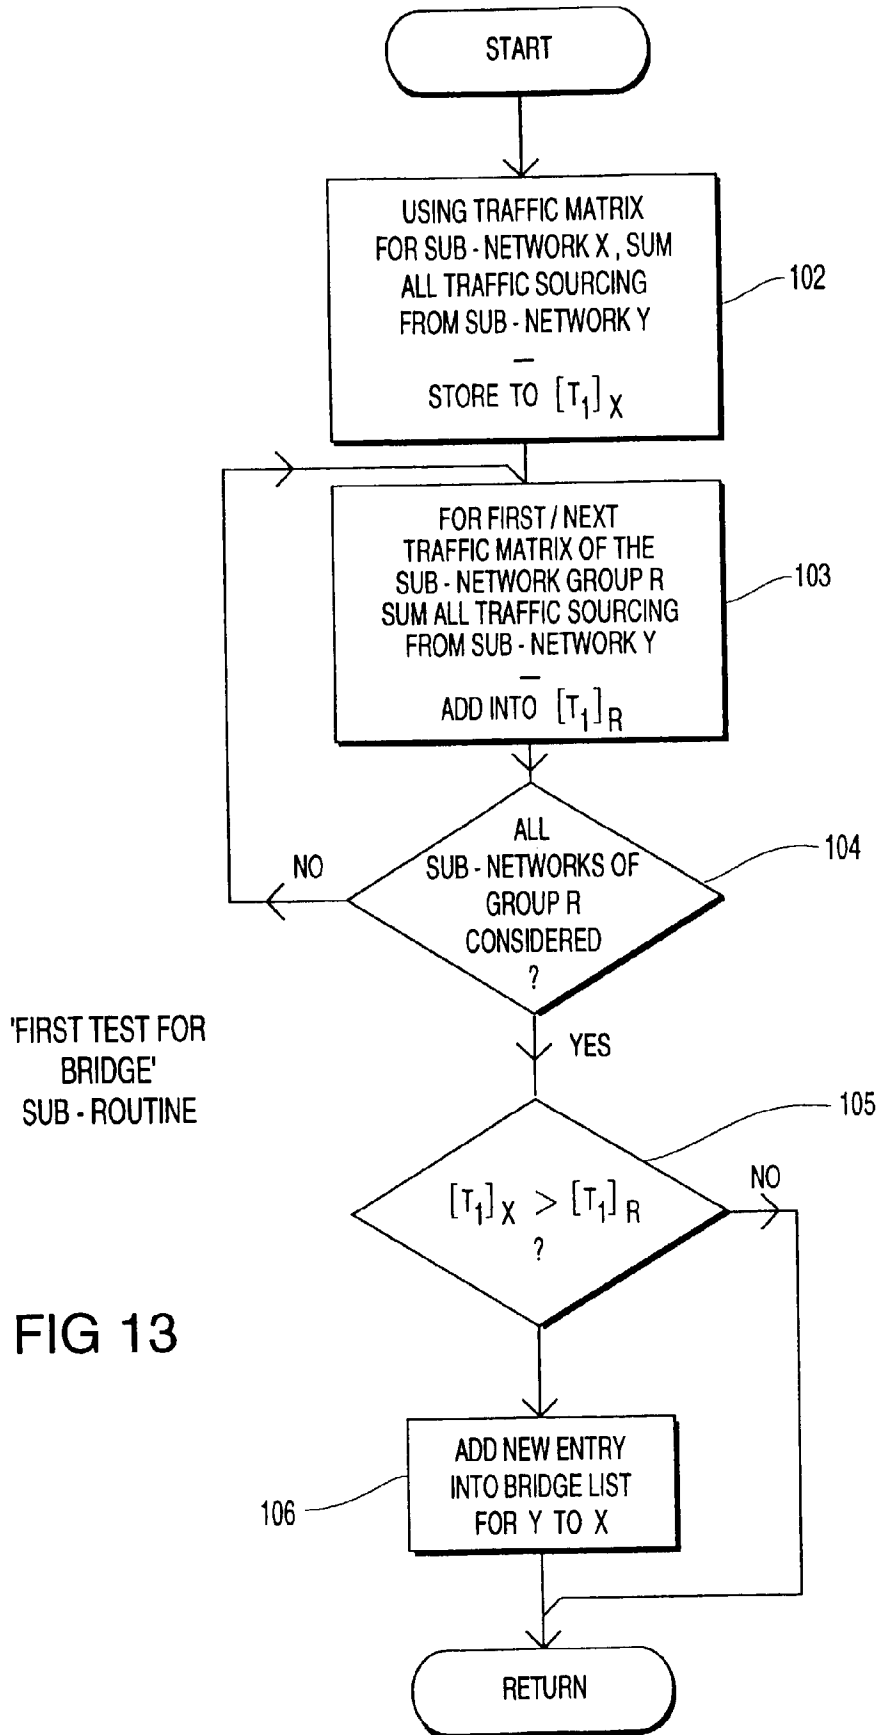 START
USING TRAFFIC MATRIX
FOR SUB - NETWORK X , SUM
ALL TRAFFIC SOURCING
FROM SUB - NETWORK Y
–
STORE TO [T₁] X
102
FOR FIRST / NEXT
TRAFFIC MATRIX OF THE
SUB - NETWORK GROUP R
SUM ALL TRAFFIC SOURCING
FROM SUB - NETWORK Y
–
ADD INTO [T₁] R
103
ALL
SUB - NETWORKS OF
GROUP R
CONSIDERED
?
104
NO
YES
'FIRST TEST FOR
BRIDGE'
SUB - ROUTINE
[T₁] X > [T₁] R
?
105
NO
FIG 13
ADD NEW ENTRY
INTO BRIDGE LIST
FOR Y TO X
106
RETURN